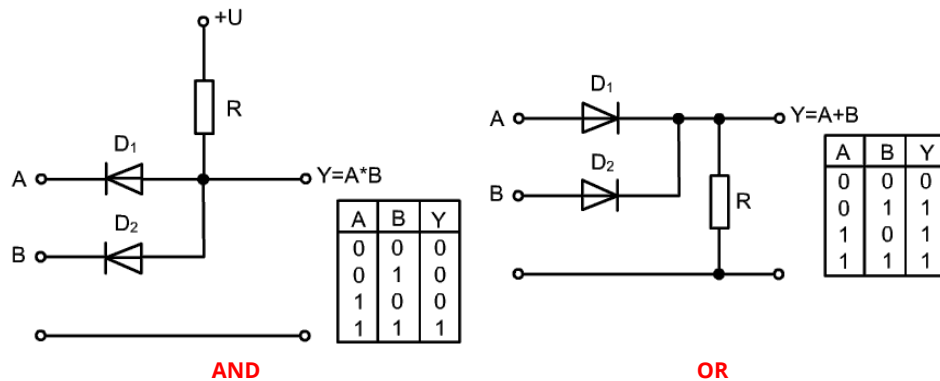 +U
R
D₁
A
Y=A*B
D₂
B
A B Y
0 0 0
0 1 0
1 0 0
1 1 1
AND
D₁
A
Y=A+B
D₂
B
R
A B Y
0 0 0
0 1 1
1 0 1
1 1 1
OR